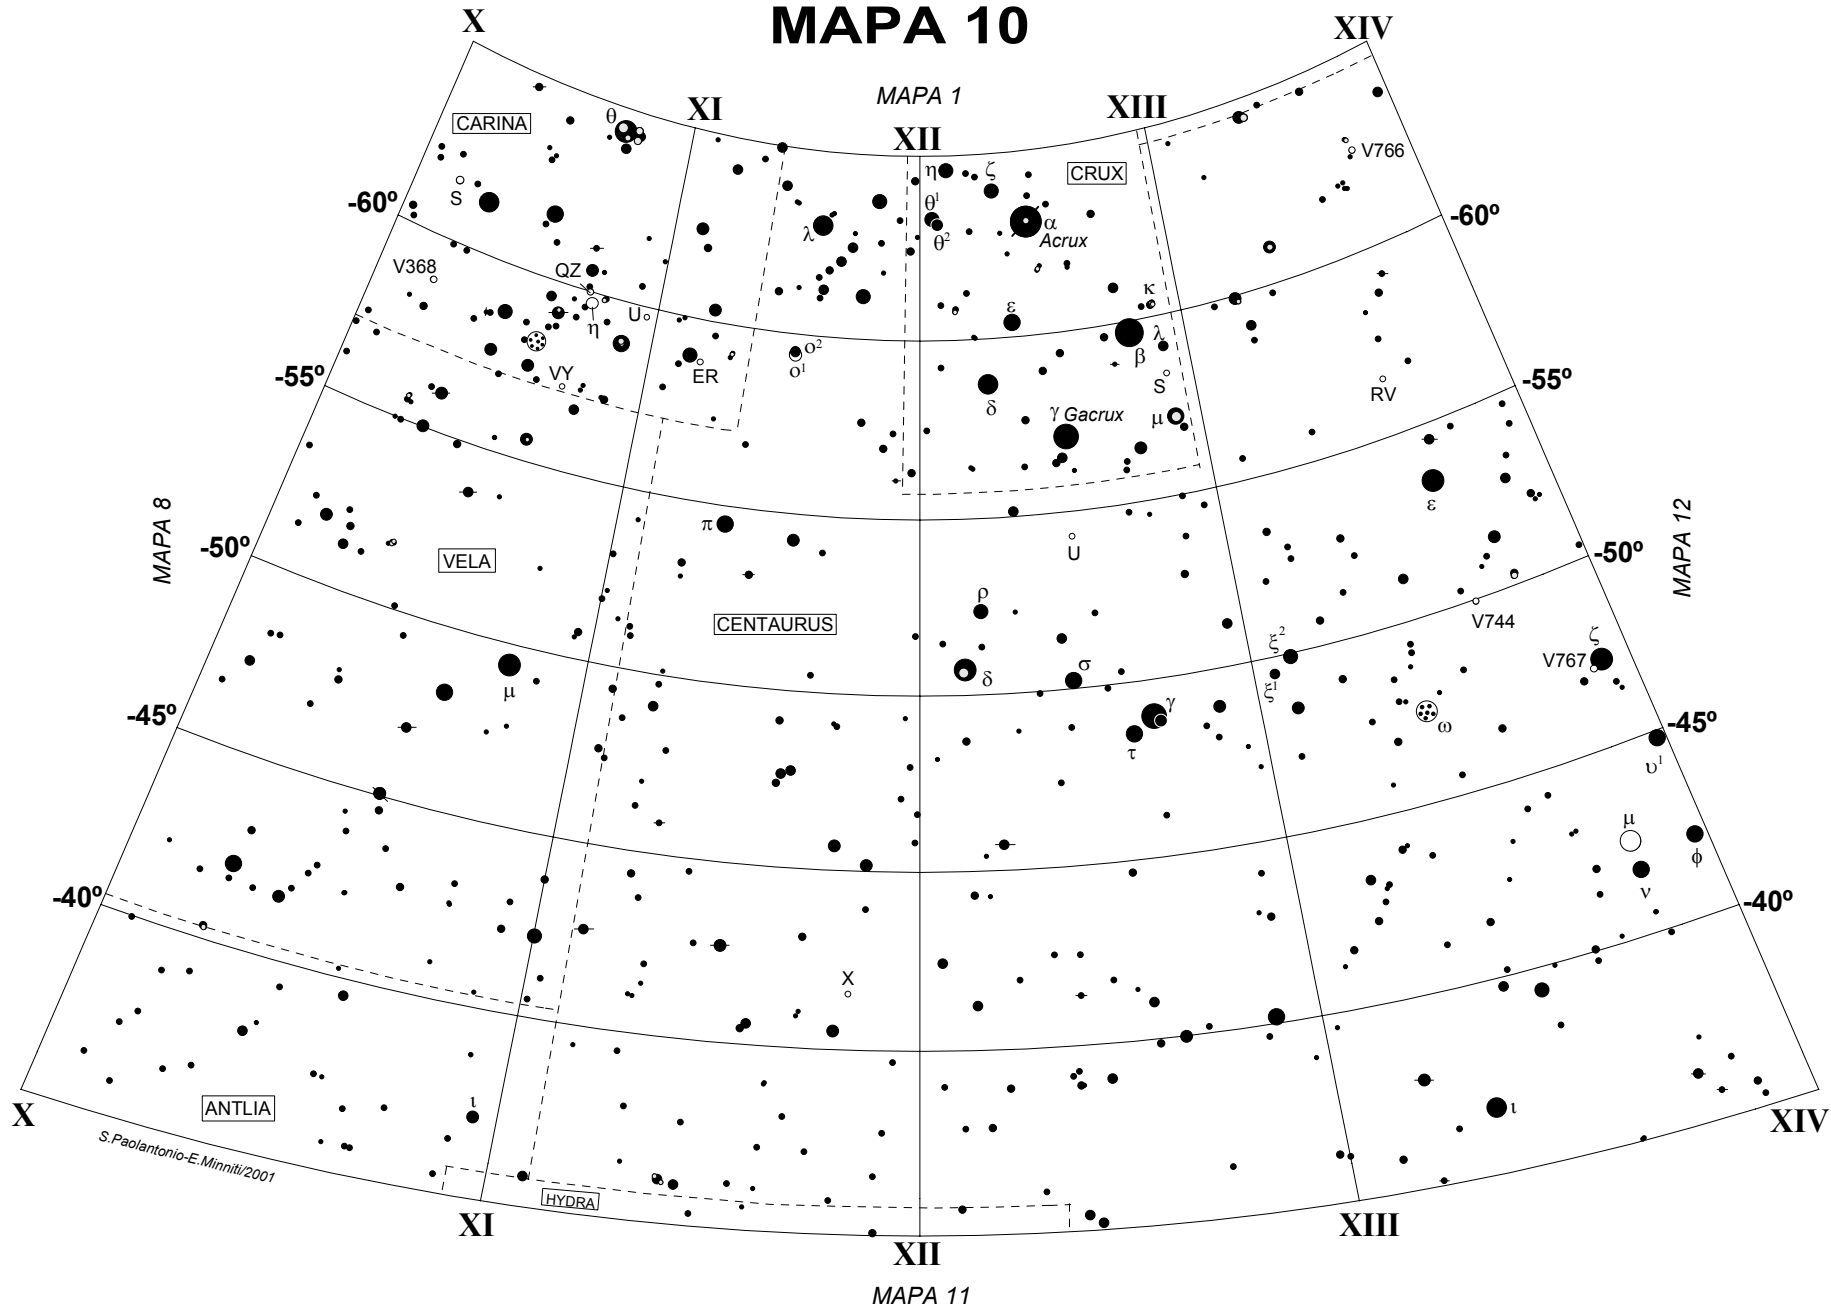 MAPA 10
X
XIV
MAPA 1
XI
XIII
XII
CARINA
θ
CRUX
V766
η
ζ
S
-60º
θ¹
-60º
λ
α
Acrux
θ²
V368
QZ
κ
U
ε
η
λ
ο²
β
ο¹
ER
VY
S
RV
-55º
-55º
δ
γ Gacrux
μ
ε
MAPA 8
MAPA 12
π
-50º
-50º
VELA
U
ρ
CENTAURUS
V744
ξ²
ζ
V767
σ
δ
μ
ξ¹
γ
-45º
-45º
ω
τ
υ¹
μ
φ
ν
-40º
-40º
X
ANTLIA
ι
ι
X
XIV
S.Paolantonio-E.Minniti/2001
HYDRA
XI
XIII
XII
MAPA 11